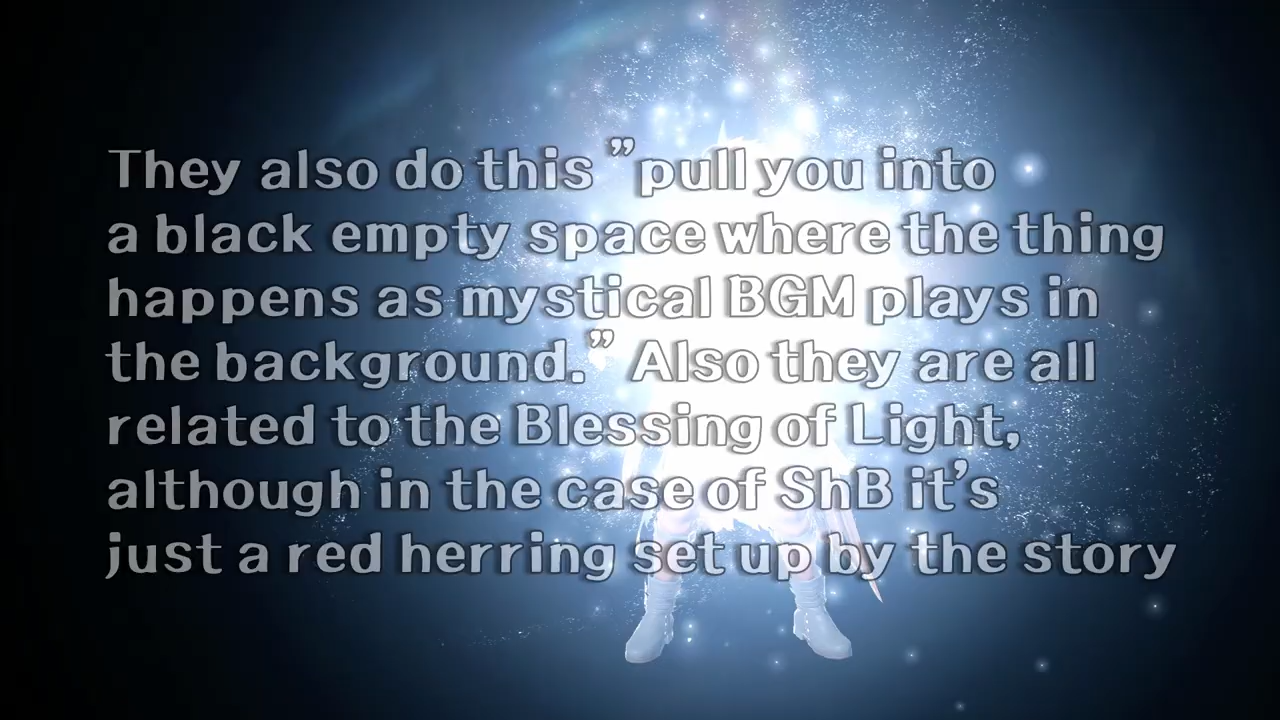 They also do this ”pull you into
a black empty space where the thing
happens as mystical BGM plays in
the background.” Also they are all
related to the Blessing of Light,
although in the case of ShB it’s
just a red herring set up by the story